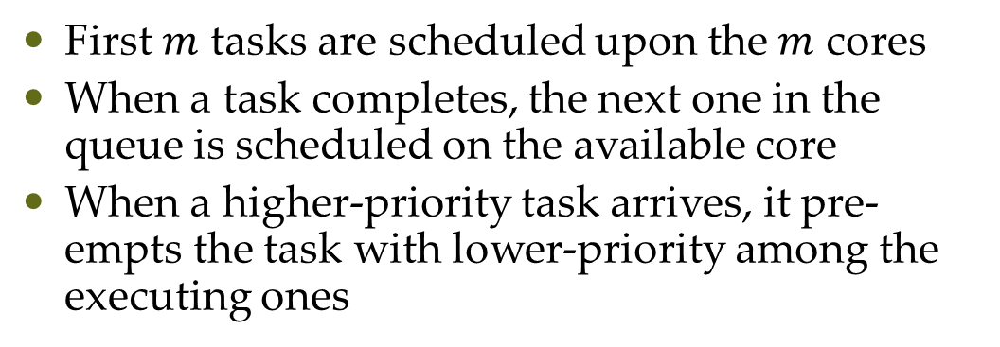 • First m tasks are scheduled upon the m cores
• When a task completes, the next one in the
queue is scheduled on the available core
• When a higher-priority task arrives, it pre-
empts the task with lower-priority among the
executing ones